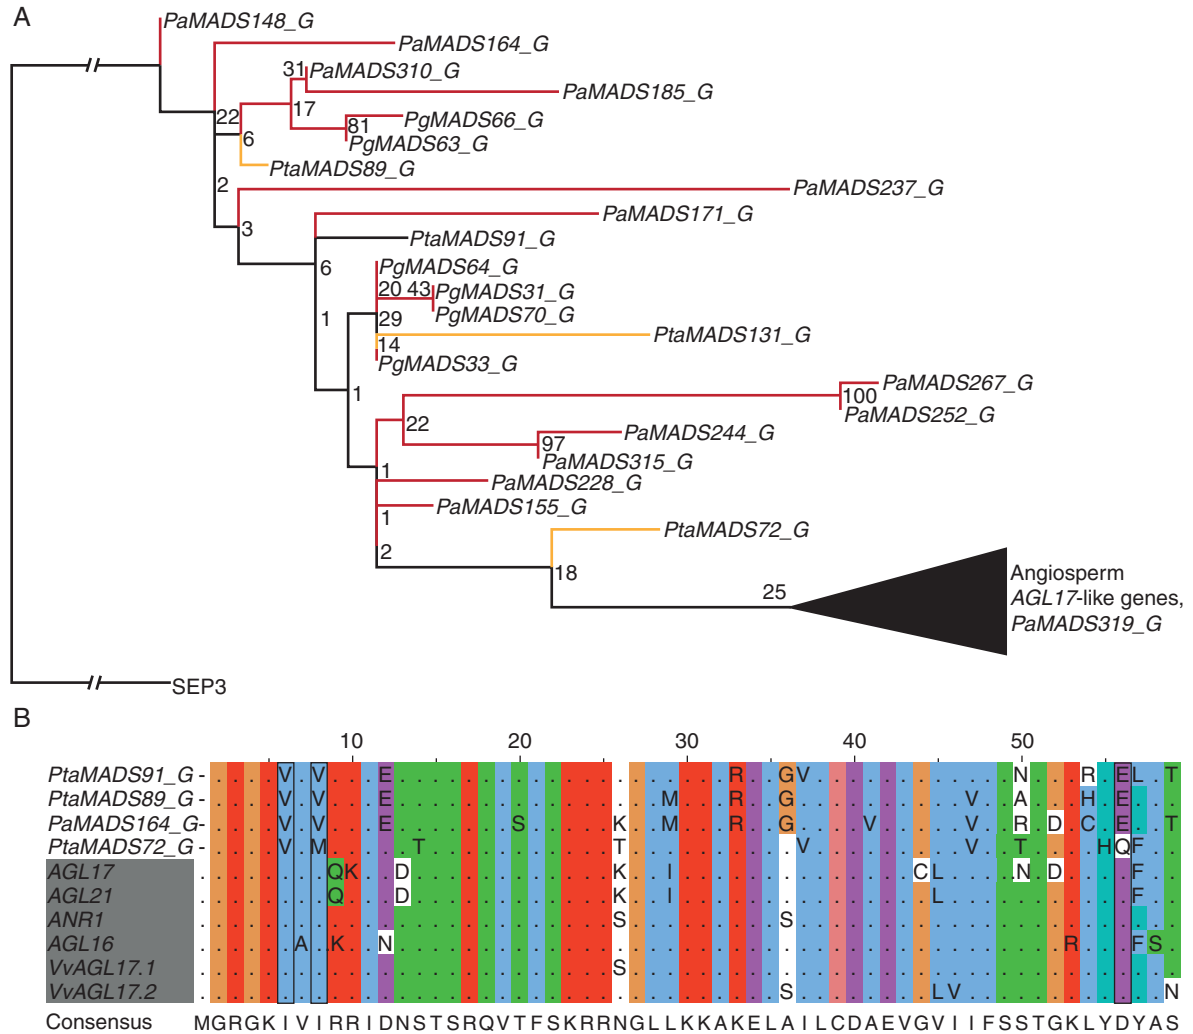 A
PaMADS148_G
PaMADS164_G
31
PaMADS310_G
PaMADS185_G
17
22
PgMADS66_G
81
6
PgMADS63_G
PtaMADS89_G
2
PaMADS237_G
3
PaMADS171_G
PtaMADS91_G
6
PgMADS64_G
20 43
PgMADS31_G
1
29
PgMADS70_G
PtaMADS131_G
14
PgMADS33_G
1
PaMADS267_G
100
PaMADS252_G
22
PaMADS244_G
97
PaMADS315_G
1
PaMADS228_G
PaMADS155_G
1
PtaMADS72_G
2
18
25
Angiosperm
AGL17-like genes,
PaMADS319_G
SEP3
B
10 20 30 40 50
PtaMADS91_G - . . . . V . V . . . E . . . . . . . . . . . . . . . . . . . . R . . G V . . . . . . . . . . . . N . . . R . E L . T
PtaMADS89_G - . . . . V . V . . . E . . . . . . . . . . . . . . . . M . . . R . . G . . . . . . . . . . V . . A . . . H . E . . .
PaMADS164_G - . . . . V . V . . . E . . . . . . . S . . . . . K . . M . . . R . . G . . . . V . . . . . V . . R . D . C . E . . T
PtaMADS72_G - . . . . V . M . . . . . T . . . . . . . . . . . T . . . . . . . . . . V . . . . . . . . . V . . T . . . . H Q F . .
AGL17 . . . . . . . . Q K . . D . . . . . . . . . . . . K . . I . . . . . . . . . . . . . . C L . . . . N . D . . . . F . .
AGL21 . . . . . . . . Q . . . D . . . . . . . . . . . . K . . I . . . . . . . . . . . . . . . L . . . . . . . . . . . F . .
ANR1 . . . . . . . . . . . . . . . . . . . . . . . . . S . . . . . . . . . S . . . . . . . . . . . . . . . . . . . . . . .
AGL16 . . . . . . A . K . . N . . . . . . . . . . . . . . . . . . . . . . . . . . . . . . . . . . . . . . . . R . . . F S .
VvAGL17.1 . . . . . . . . . . . . . . . . . . . . . . . . . S . . . . . . . . . . . . . . . . . . . . . . . . . . . . . . . . .
VvAGL17.2 . . . . . . . . . . . . . . . . . . . . . . . . . . . . . . . . . . . S . . . . . . . . L V . . . . . . . . . . . . N
Consensus MGRGKIVIRRIDNSTSRQVTFSKRRNGLLKKAKELAILCDAEVGVIIFSSTGKLYDYAS